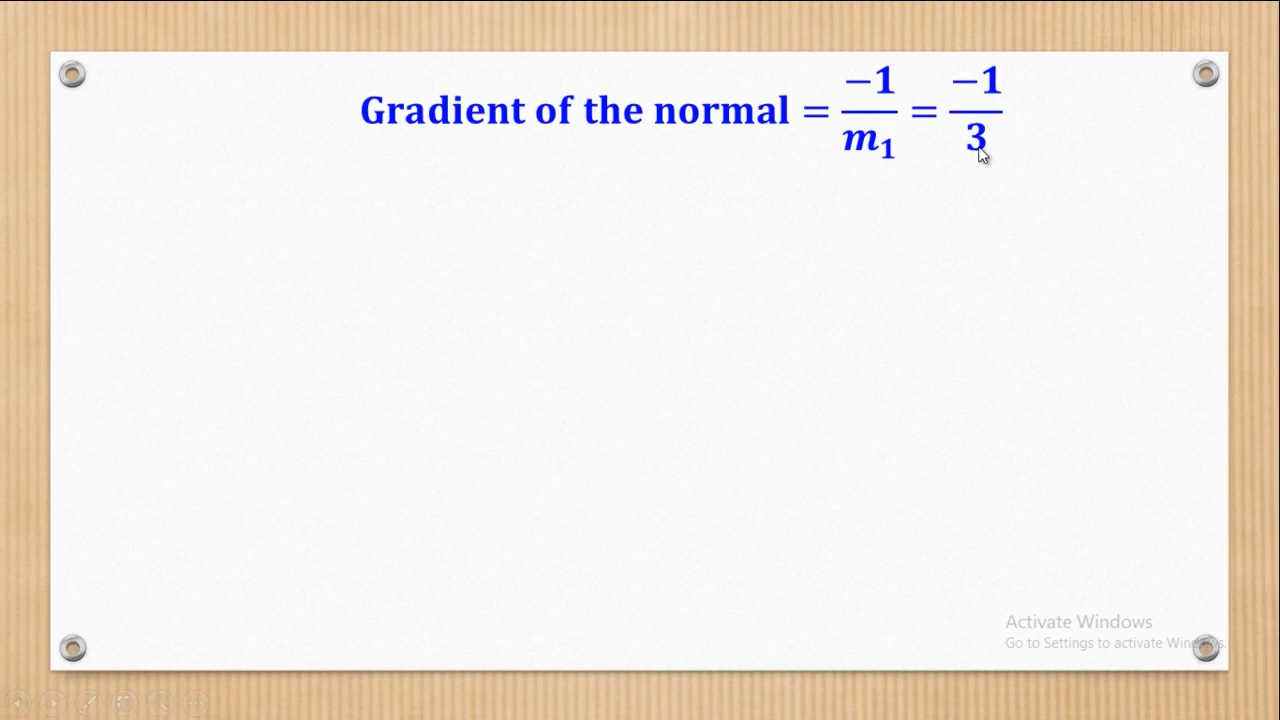 Gradient of the normal = −1/m₁ = −1/3
Activate Windows
Go to Settings to activate Windows.